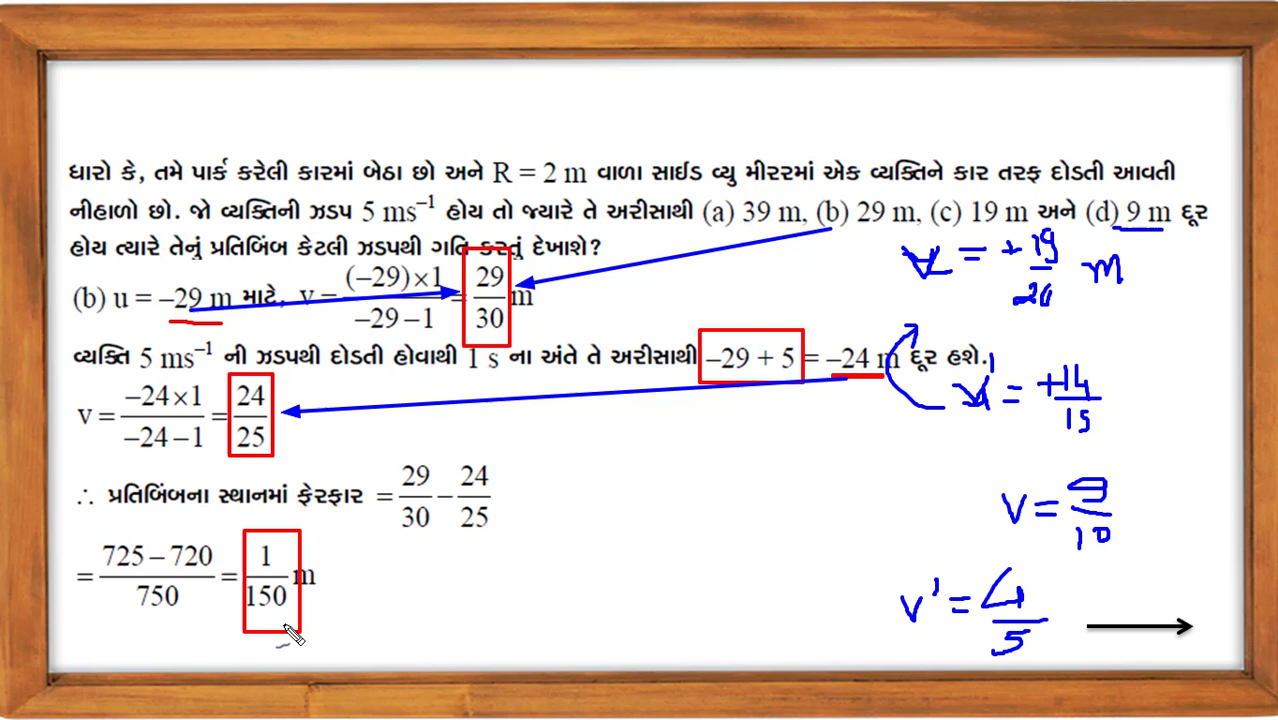 ધારો કે, તમે પાર્ક કરેલી કારમાં બેઠા છો અને R = 2 m વાળા સાઈડ વ્યુ મીરરમાં એક વ્યક્તિને કાર તરફ દોડતી આવતી
નીહાળો છો. જો વ્યક્તિની ઝડપ 5 ms⁻¹ હોય તો જ્યારે તે અરીસાથી (a) 39 m, (b) 29 m, (c) 19 m અને (d) 9 m દૂર
હોય ત્યારે તેનું પ્રતિબિંબ કેટલી ઝડપથી ગતિ કરતું દેખાશે?
(b) u = –29 m માટે, v = (–29)×1 / –29 –1 = 29/30 m
વ્યક્તિ 5 ms⁻¹ ની ઝડપથી દોડતી હોવાથી 1 s ના અંતે તે અરીસાથી –29 + 5 = –24 m દૂર હશે.
v = –24 ×1 / –24 –1 = 24/25
∴ પ્રતિબિંબના સ્થાનમાં ફેરફાર = 29/30 – 24/25
= 725 – 720 / 750 = 1/150 m
= +19/20 m
= +14/15
V = 9/10
V' = 4/5